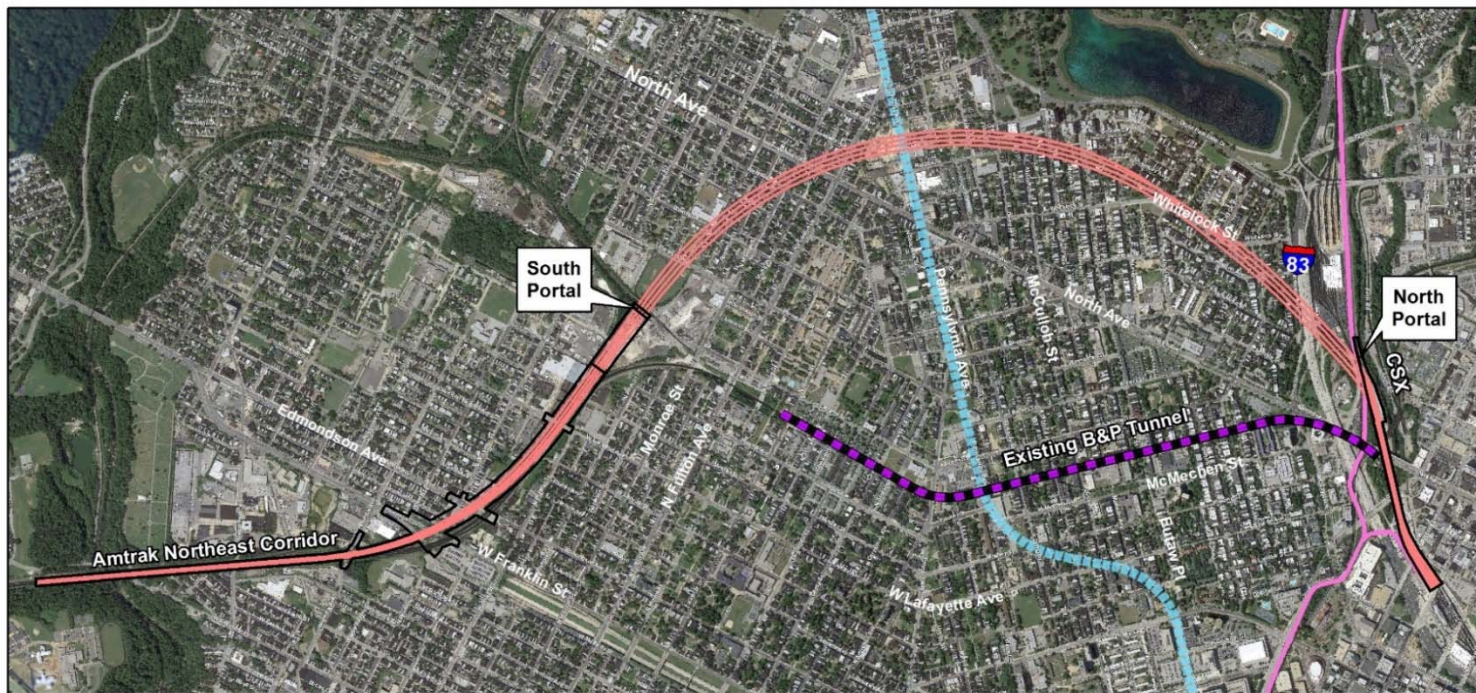 North Ave
Whitelock St
83
South
Portal
North
Portal
Pennsylvnia Ave
McCulloh St
North Ave
CSX
Monroe St
N Fulton Ave
Edmondson Ave
Existing B&P Tunnel
McMechen St
Eutaw Pl
Amtrak Northeast Corridor
W Franklin St
W Lafayette Ave